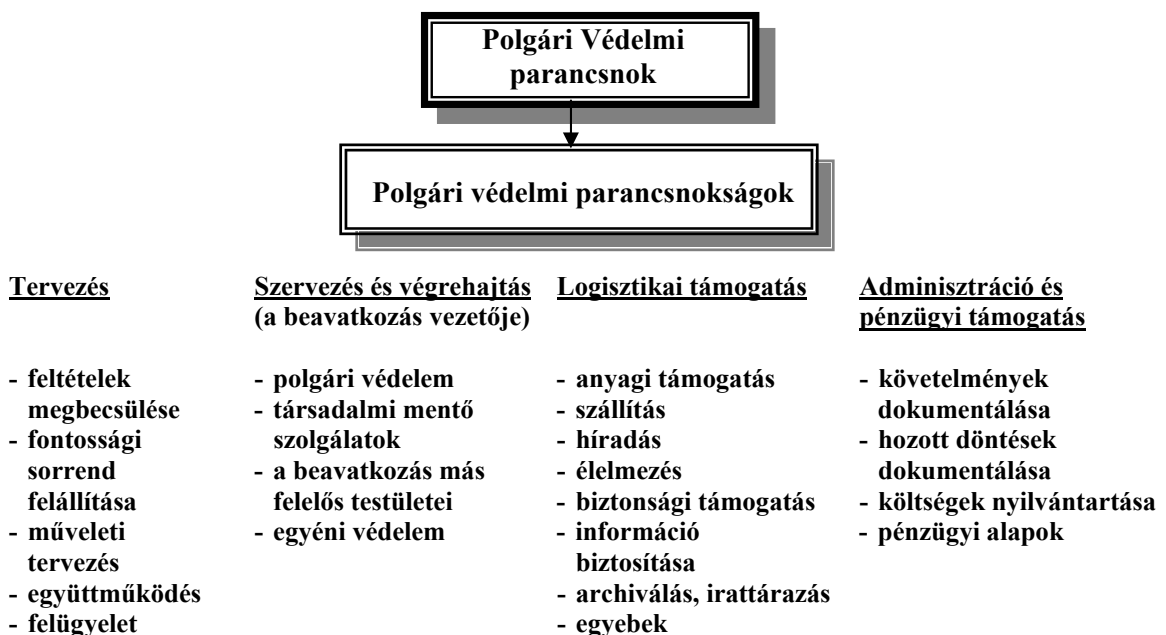 Polgári Védelmi
parancsnok
Polgári védelmi parancsnokságok
Tervezés
- feltételek
megbecsülése
- fontossági
sorrend
felállítása
- műveleti
tervezés
- együttműködés
- felügyelet
Szervezés és végrehajtás
(a beavatkozás vezetője)
- polgári védelem
- társadalmi mentő
szolgálatok
- a beavatkozás más
felelős testületei
- egyéni védelem
Logisztikai támogatás
- anyagi támogatás
- szállítás
- híradás
- élelmezés
- biztonsági támogatás
- információ
biztosítása
- archiválás, irattárazás
- egyebek
Adminisztráció és
pénzügyi támogatás
- követelmények
dokumentálása
- hozott döntések
dokumentálása
- költségek nyilvántartása
- pénzügyi alapok